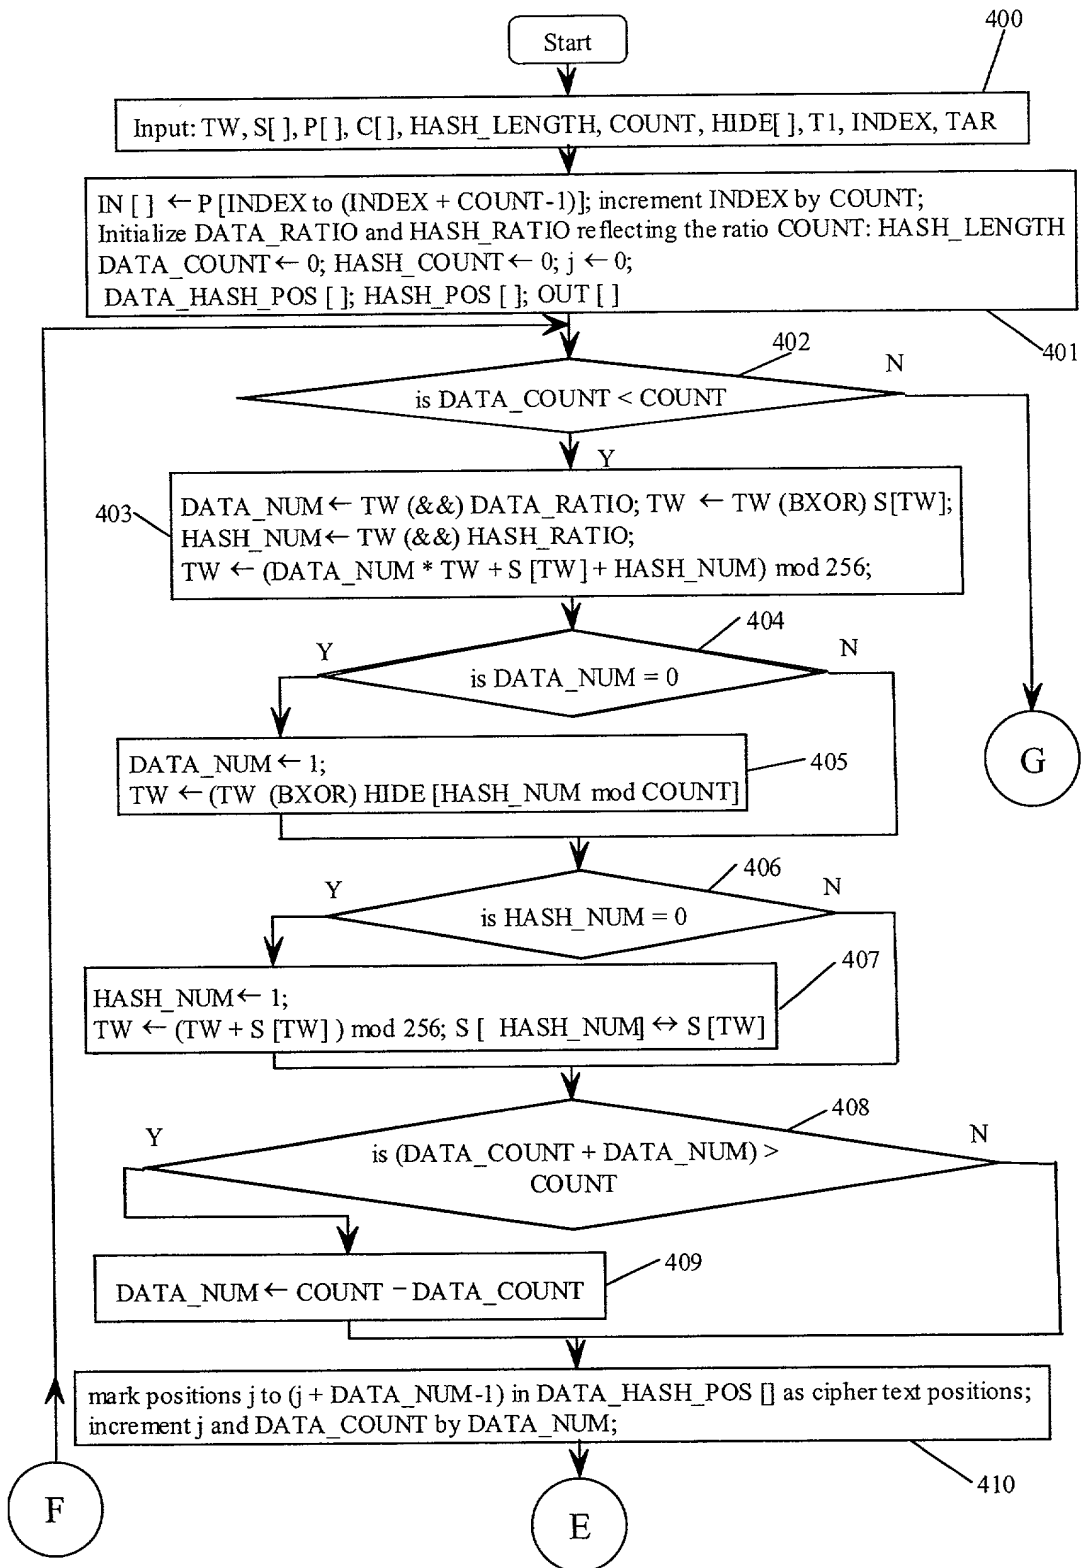 400
Start
Input: TW, S[ ], P[ ], C[], HASH_LENGTH, COUNT, HIDE[ ], T1, INDEX, TAR
IN [ ] ← P [INDEX to (INDEX + COUNT-1)]; increment INDEX by COUNT;
Initialize DATA_RATIO and HASH_RATIO reflecting the ratio COUNT: HASH_LENGTH
DATA_COUNT← 0; HASH_COUNT← 0; j ← 0;
DATA_HASH_POS [ ]; HASH_POS [ ]; OUT [ ]
401
402
N
is DATA_COUNT < COUNT
Y
403
DATA_NUM← TW (&&) DATA_RATIO; TW ← TW (BXOR) S[TW];
HASH_NUM← TW (&&) HASH_RATIO;
TW ← (DATA_NUM * TW + S [TW] + HASH_NUM) mod 256;
404
Y
N
is DATA_NUM = 0
G
405
DATA_NUM← 1;
TW ← (TW (BXOR) HIDE [HASH_NUM mod COUNT]
406
Y
N
is HASH_NUM = 0
407
HASH_NUM← 1;
TW ← (TW + S [TW] ) mod 256; S [ HASH_NUM] ↔ S [TW]
408
Y
N
is (DATA_COUNT + DATA_NUM) >
COUNT
409
DATA_NUM← COUNT - DATA_COUNT
mark positions j to (j + DATA_NUM-1) in DATA_HASH_POS [] as cipher text positions;
increment j and DATA_COUNT by DATA_NUM;
410
F
E